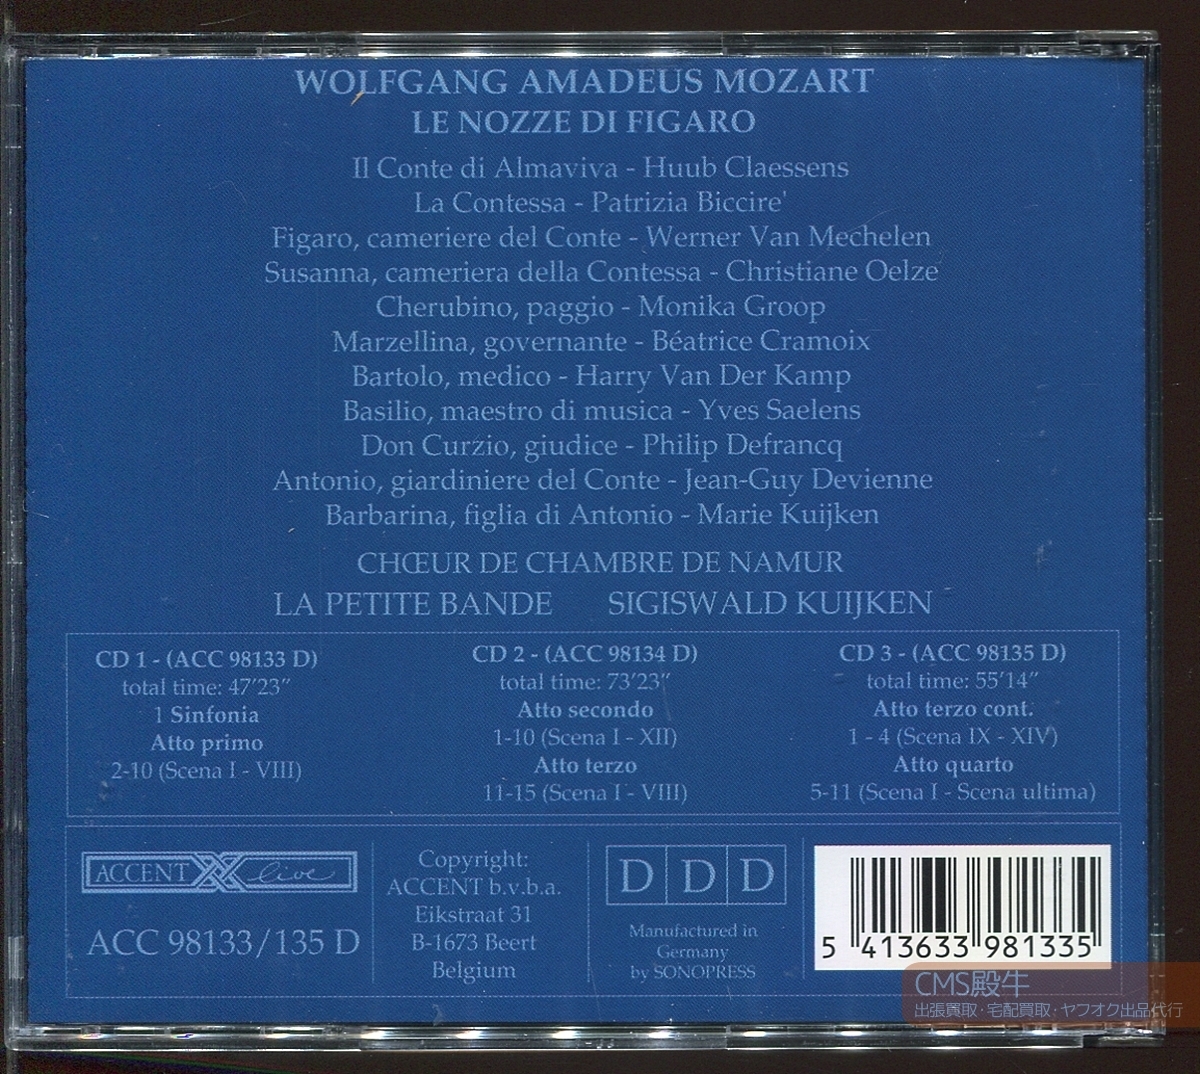 WOLFGANG AMADEUS MOZART
LE NOZZE DI FIGARO
Il Conte di Almaviva - Huub Claessens
La Contessa - Patrizia Biccire'
Figaro, cameriere del Conte - Werner Van Mechelen
Susanna, cameriera della Contessa - Christiane Oelze
Cherubino, paggio - Monika Groop
Marzellina, governante - Béatrice Cramoix
Bartolo, medico - Harry Van Der Kamp
Basilio, maestro di musica - Yves Saelens
Don Curzio, giudice - Philip Defrancq
Antonio, giardiniere del Conte - Jean-Guy Devienne
Barbarina, figlia di Antonio - Marie Kuijken
CHŒUR DE CHAMBRE DE NAMUR
LA PETITE BANDE SIGISWALD KUIJKEN
CD 1 - (ACC 98133 D)
total time: 47'23"
1 Sinfonia
Atto primo
2-10 (Scena I - VIII)
CD 2 - (ACC 98134 D)
total time: 73'23"
Atto secondo
1-10 (Scena I - XII)
Atto terzo
11-15 (Scena I - VIII)
CD 3 - (ACC 98135 D)
total time: 55'14"
Atto terzo cont.
1 - 4 (Scena IX - XIV)
Atto quarto
5-11 (Scena I - Scena ultima)
ACCENT live
ACC 98133/135 D
Copyright:
ACCENT b.v.b.a.
Eikstraat 31
B-1673 Beert
Belgium
D D D
Manufactured in
Germany
by SONOPRESS
5 413633 981335
CMS殿牛
出張買取・宅配買取・ヤフオク出品代行